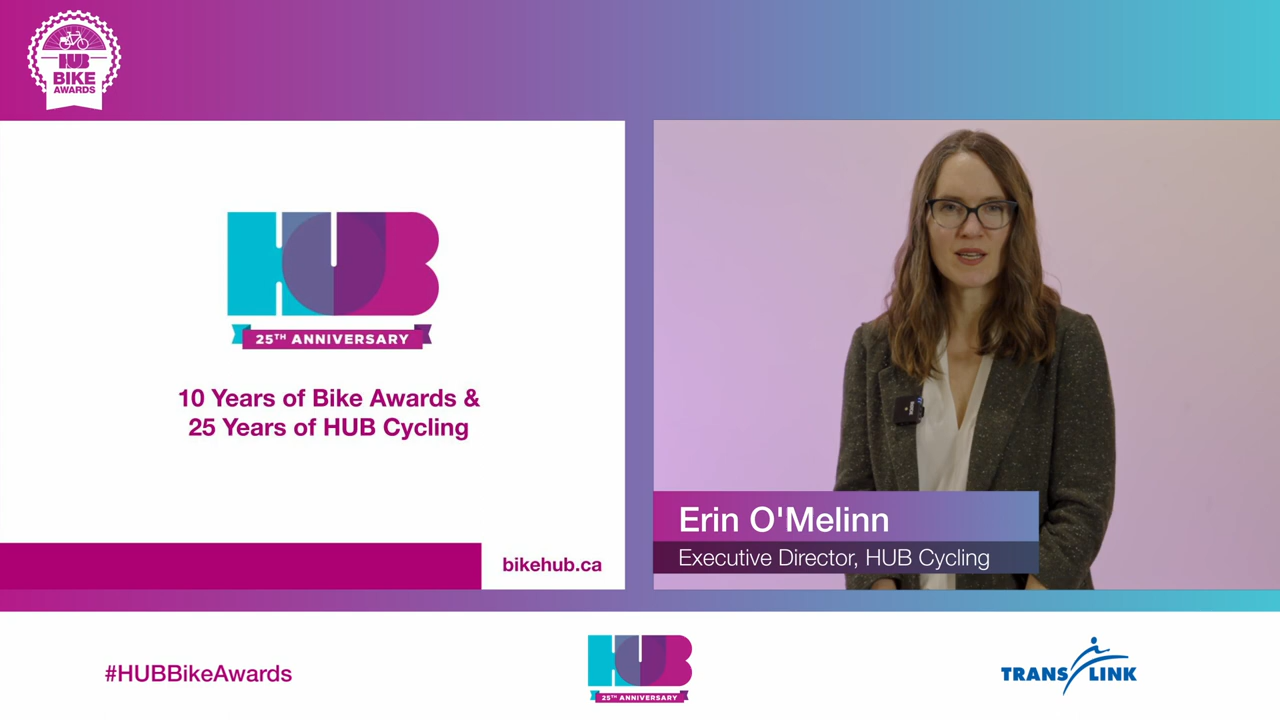 HUB
BIKE
AWARDS
HUB
25TH ANNIVERSARY
10 Years of Bike Awards &
25 Years of HUB Cycling
bikehub.ca
Erin O'Melinn
Executive Director, HUB Cycling
#HUBBikeAwards
HUB
25TH ANNIVERSARY
TRANSLINK